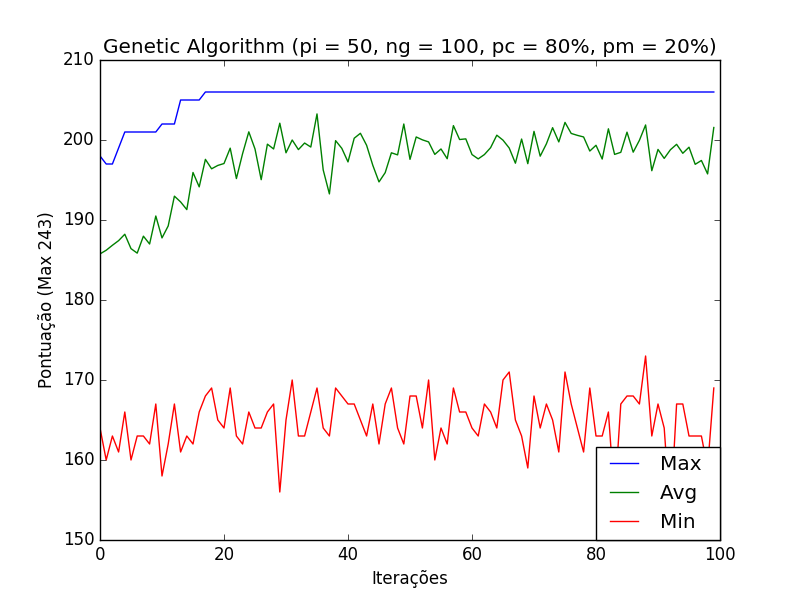 Genetic Algorithm (pi = 50, ng = 100, pc = 80%, pm = 20%)
210
200
190
180
170
160
150
Pontuação (Max 243)
0 20 40 60 80 100
Iterações
Max
Avg
Min